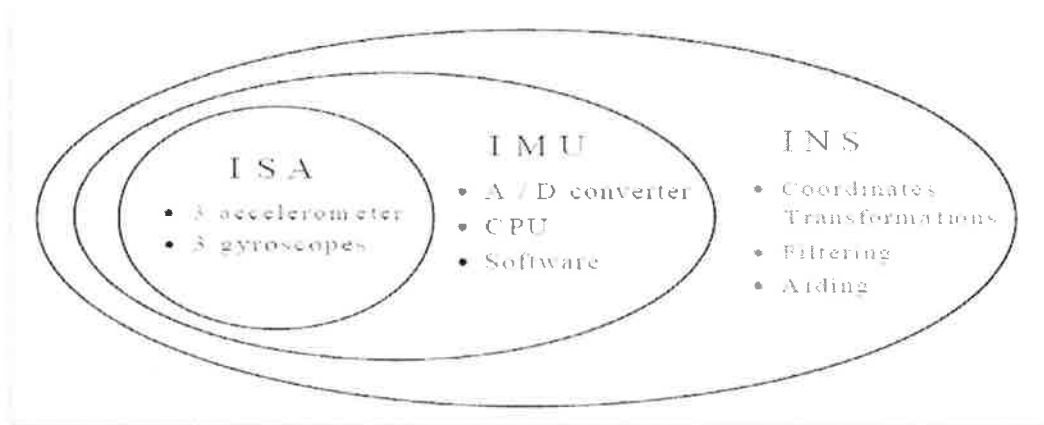 ISA
3 accelerometer
3 gyroscopes
IMU
A / D converter
CPU
Software
INS
Coordinates
Transformations
Filtering
Aiding